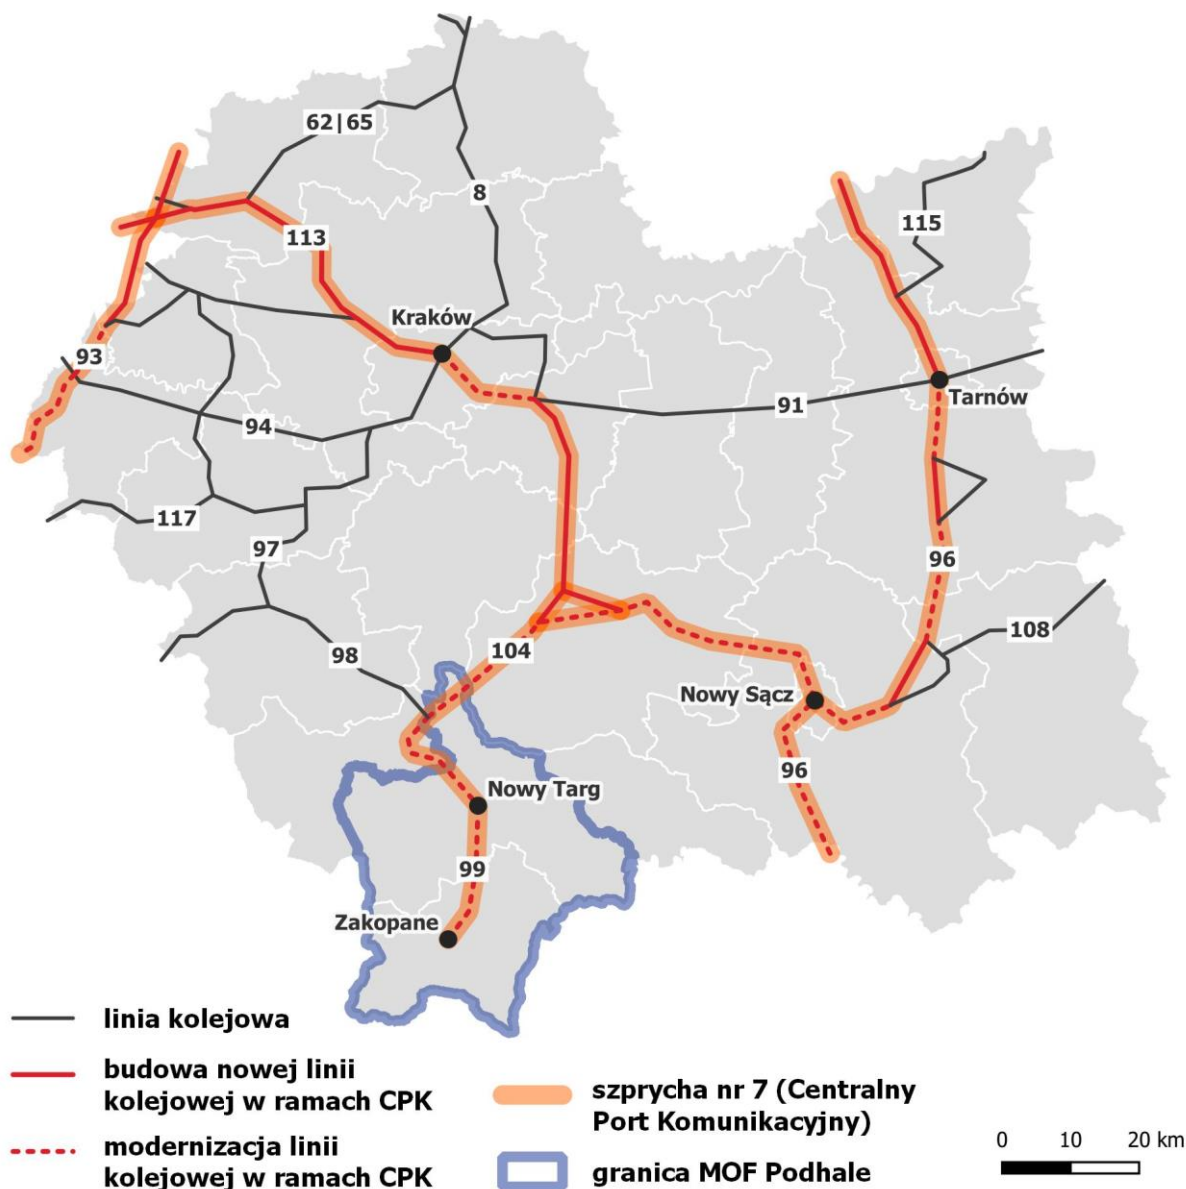 62|65
8
115
113
Kraków
93
Tarnów
91
94
117
97
96
108
98
104
Nowy Sącz
96
Nowy Targ
99
Zakopane
linia kolejowa
budowa nowej linii
kolejowej w ramach CPK
modernizacja linii
kolejowej w ramach CPK
szprycha nr 7 (Centralny
Port Komunikacyjny)
granica MOF Podhale
0 10 20 km